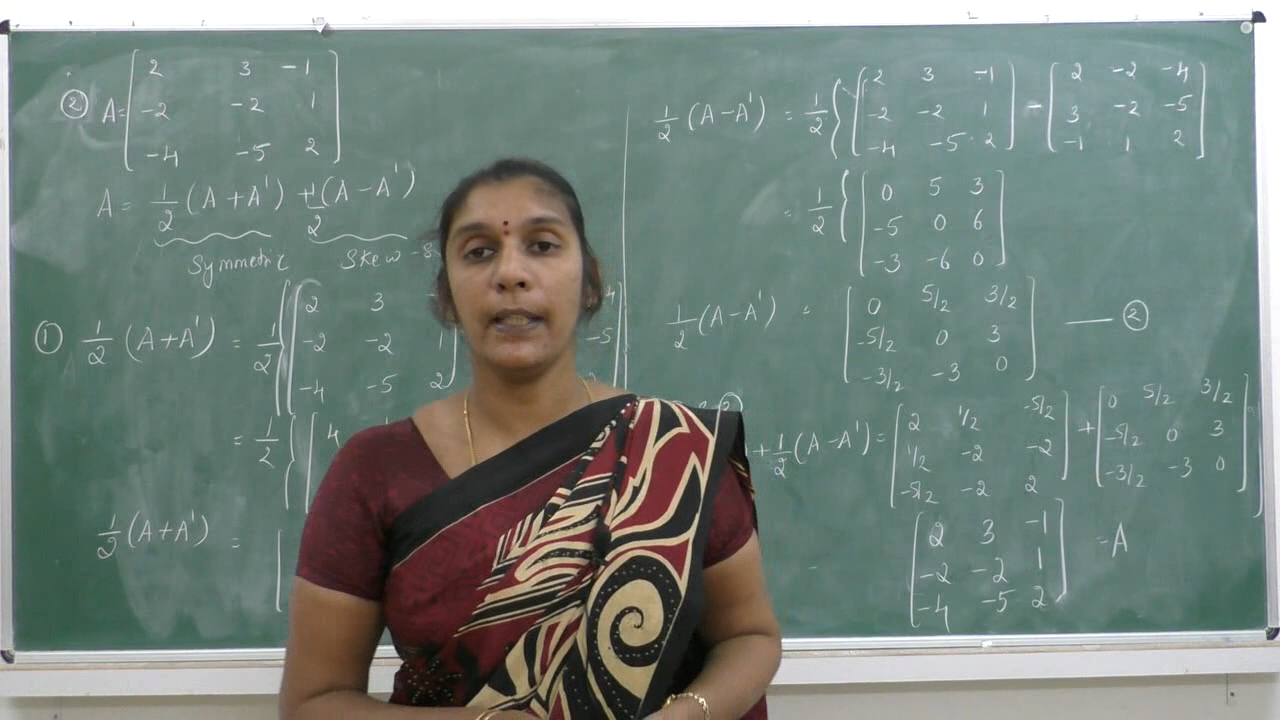 ② A = [ 2 3 -1
-2 -2 1
-4 -5 2 ]
A = 1/2 (A + A') + 1/2 (A - A')
Symmetric Skew - s
① 1/2 (A + A') = 1/2 { [ 2 3
-2 -2 1 ] -5
-4 -5 2
= 1/2 { [ 4
1/2 (A + A') = [
1/2 (A - A') = 1/2 { [ 2 3 -1 ] - [ 2 -2 -4 ]
-2 -2 1 3 -2 -5
-4 -5 2 -1 1 2
= 1/2 { [ 0 5 3
-5 0 6
-3 -6 0 ]
1/2 (A - A') = [ 0 5/2 3/2
-5/2 0 3 — ②
-3/2 -3 0 ]
②
+ 1/2 (A - A') = [ 2 1/2 -5/2 ] + [ 0 5/2 3/2 ]
1/2 -2 -2 -5/2 0 3
-5/2 -2 2 -3/2 -3 0
[ 2 3 -1
-2 -2 1 = A
-4 -5 2 ]